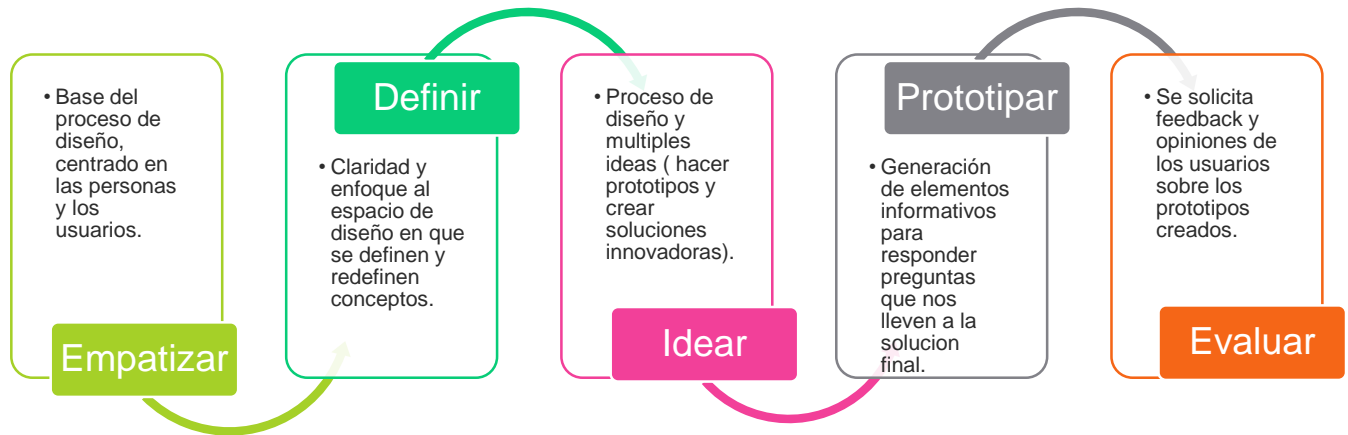 • Base del
proceso de
diseño,
centrado en
las personas
y los
usuarios.
Empatizar
Definir
• Claridad y
enfoque al
espacio de
diseño en que
se definen y
redefinen
conceptos.
• Proceso de
diseño y
multiples
ideas ( hacer
prototipos y
crear
soluciones
innovadoras).
Idear
Prototipar
• Generación
de elementos
informativos
para
responder
preguntas
que nos
lleven a la
solucion
final.
• Se solicita
feedback y
opiniones de
los usuarios
sobre los
prototipos
creados.
Evaluar